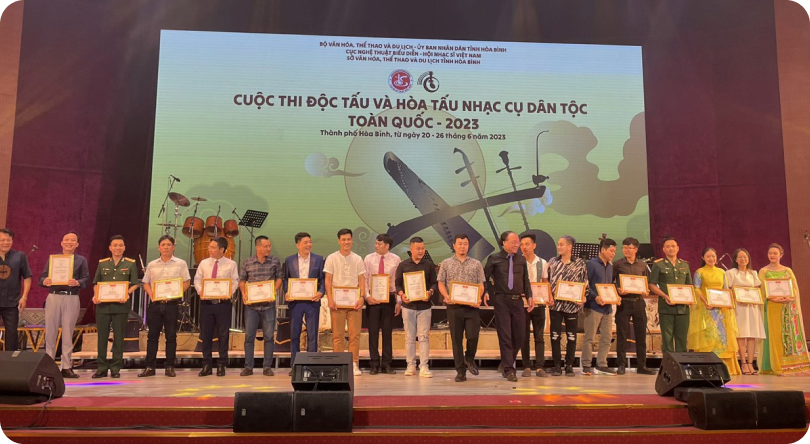 BỘ VĂN HÓA, THỂ THAO VÀ DU LỊCH - ỦY BAN NHÂN DÂN TỈNH HÒA BÌNH
CỤC NGHỆ THUẬT BIỂU DIỄN - HỘI NHẠC SĨ VIỆT NAM
SỞ VĂN HÓA, THỂ THAO VÀ DU LỊCH TỈNH HÒA BÌNH
CUỘC THI ĐỘC TẤU VÀ HÒA TẤU NHẠC CỤ DÂN TỘC
TOÀN QUỐC - 2023
Thành phố Hòa Bình, từ ngày 20 - 26 tháng 6 năm 2023